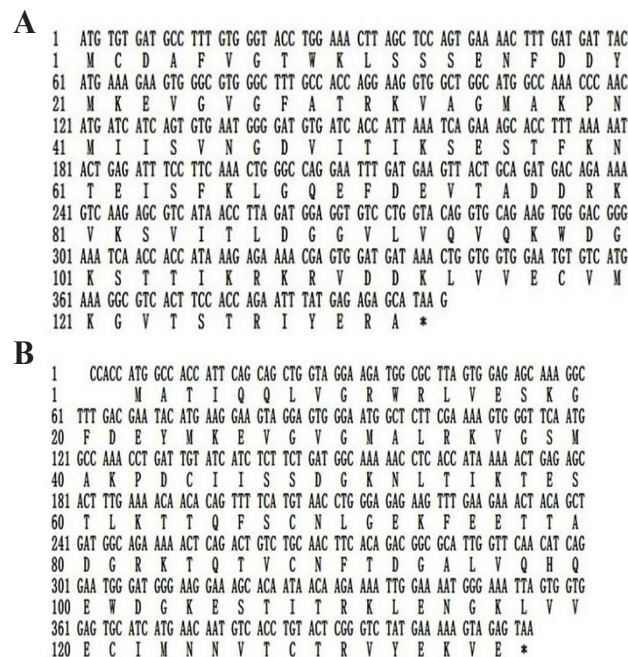 A
1 ATG TGT GAT GCC TTT GTG GGT ACC TGG AAA CTT AGC TCC AGT GAA AAC TTT GAT GAT TAC
1 M C D A F V G T W K L S S S E N F D D Y
61 ATG AAA GAA GTG GGC GTG GGC TTT GCC ACC AGG AAG GTG GCT GGC ATG GCC AAA CCC AAC
21 M K E V G V G F A T R K V A G M A K P N
121 ATG ATC ATC AGT GTG AAT GGG GAT GTG ATC ACC ATT AAA TCA GAA AGC ACC TTT AAA AAT
41 M I I S V N G D V I T I K S E S T F K N
181 ACT GAG ATT TCC TTC AAA CTG GGC CAG GAA TTT GAT GAA GTT ACT GCA GAT GAC AGA AAA
61 T E I S F K L G Q E F D E V T A D D R K
241 GTC AAG AGC GTC ATA ACC TTA GAT GGA GGT GTC CTG GTA CAG GTG CAG AAG TGG GAC GGG
81 V K S V I T L D G G V L V Q V Q K W D G
301 AAA TCA ACC ACC ATA AAG AGA AAA CGA GTG GAT GAT AAA CTG GTG GTG GAA TGT GTC ATG
101 K S T T I K R K R V D D K L V V E C V M
361 AAA GGC GTC ACT TCC ACC AGA ATT TAT GAG AGA GCA TAA G
121 K G V T S T R I Y E R A *
B
1 CCACC ATG GCC ACC ATT CAG CAG CTG GTA GGA AGA TGG CGC TTA GTG GAG AGC AAA GGC
1 M A T I Q Q L V G R W R L V E S K G
61 TTT GAC GAA TAC ATG AAG GAA GTA GGA GTG GGA ATG GCT CTT CGA AAA GTG GGT TCA ATG
20 F D E Y M K E V G V G M A L R K V G S M
121 GCC AAA CCT GAT TGT ATC ATC TCT TCT GAT GGC AAA AAC CTC ACC ATA AAA ACT GAG AGC
40 A K P D C I I S S D G K N L T I K T E S
181 ACT TTG AAA ACA ACA CAG TTT TCA TGT AAC CTG GGA GAG AAG TTT GAA GAA ACT ACA GCT
60 T L K T T Q F S C N L G E K F E E T T A
241 GAT GGC AGA AAA ACT CAG ACT GTC TGC AAC TTC ACA GAC GGC GCA TTG GTT CAA CAT CAG
80 D G R K T Q T V C N F T D G A L V Q H Q
301 GAA TGG GAT GGG AAG GAA AGC ACA ATA ACA AGA AAA TTG GAA AAT GGG AAA TTA GTG GTG
100 E W D G K E S T I T R K L E N G K L V V
361 GAG TGC ATC ATG AAC AAT GTC ACC TGT ACT CGG GTC TAT GAA AAA GTA GAG TAA
120 E C I M N N V T C T R V Y E K V E *